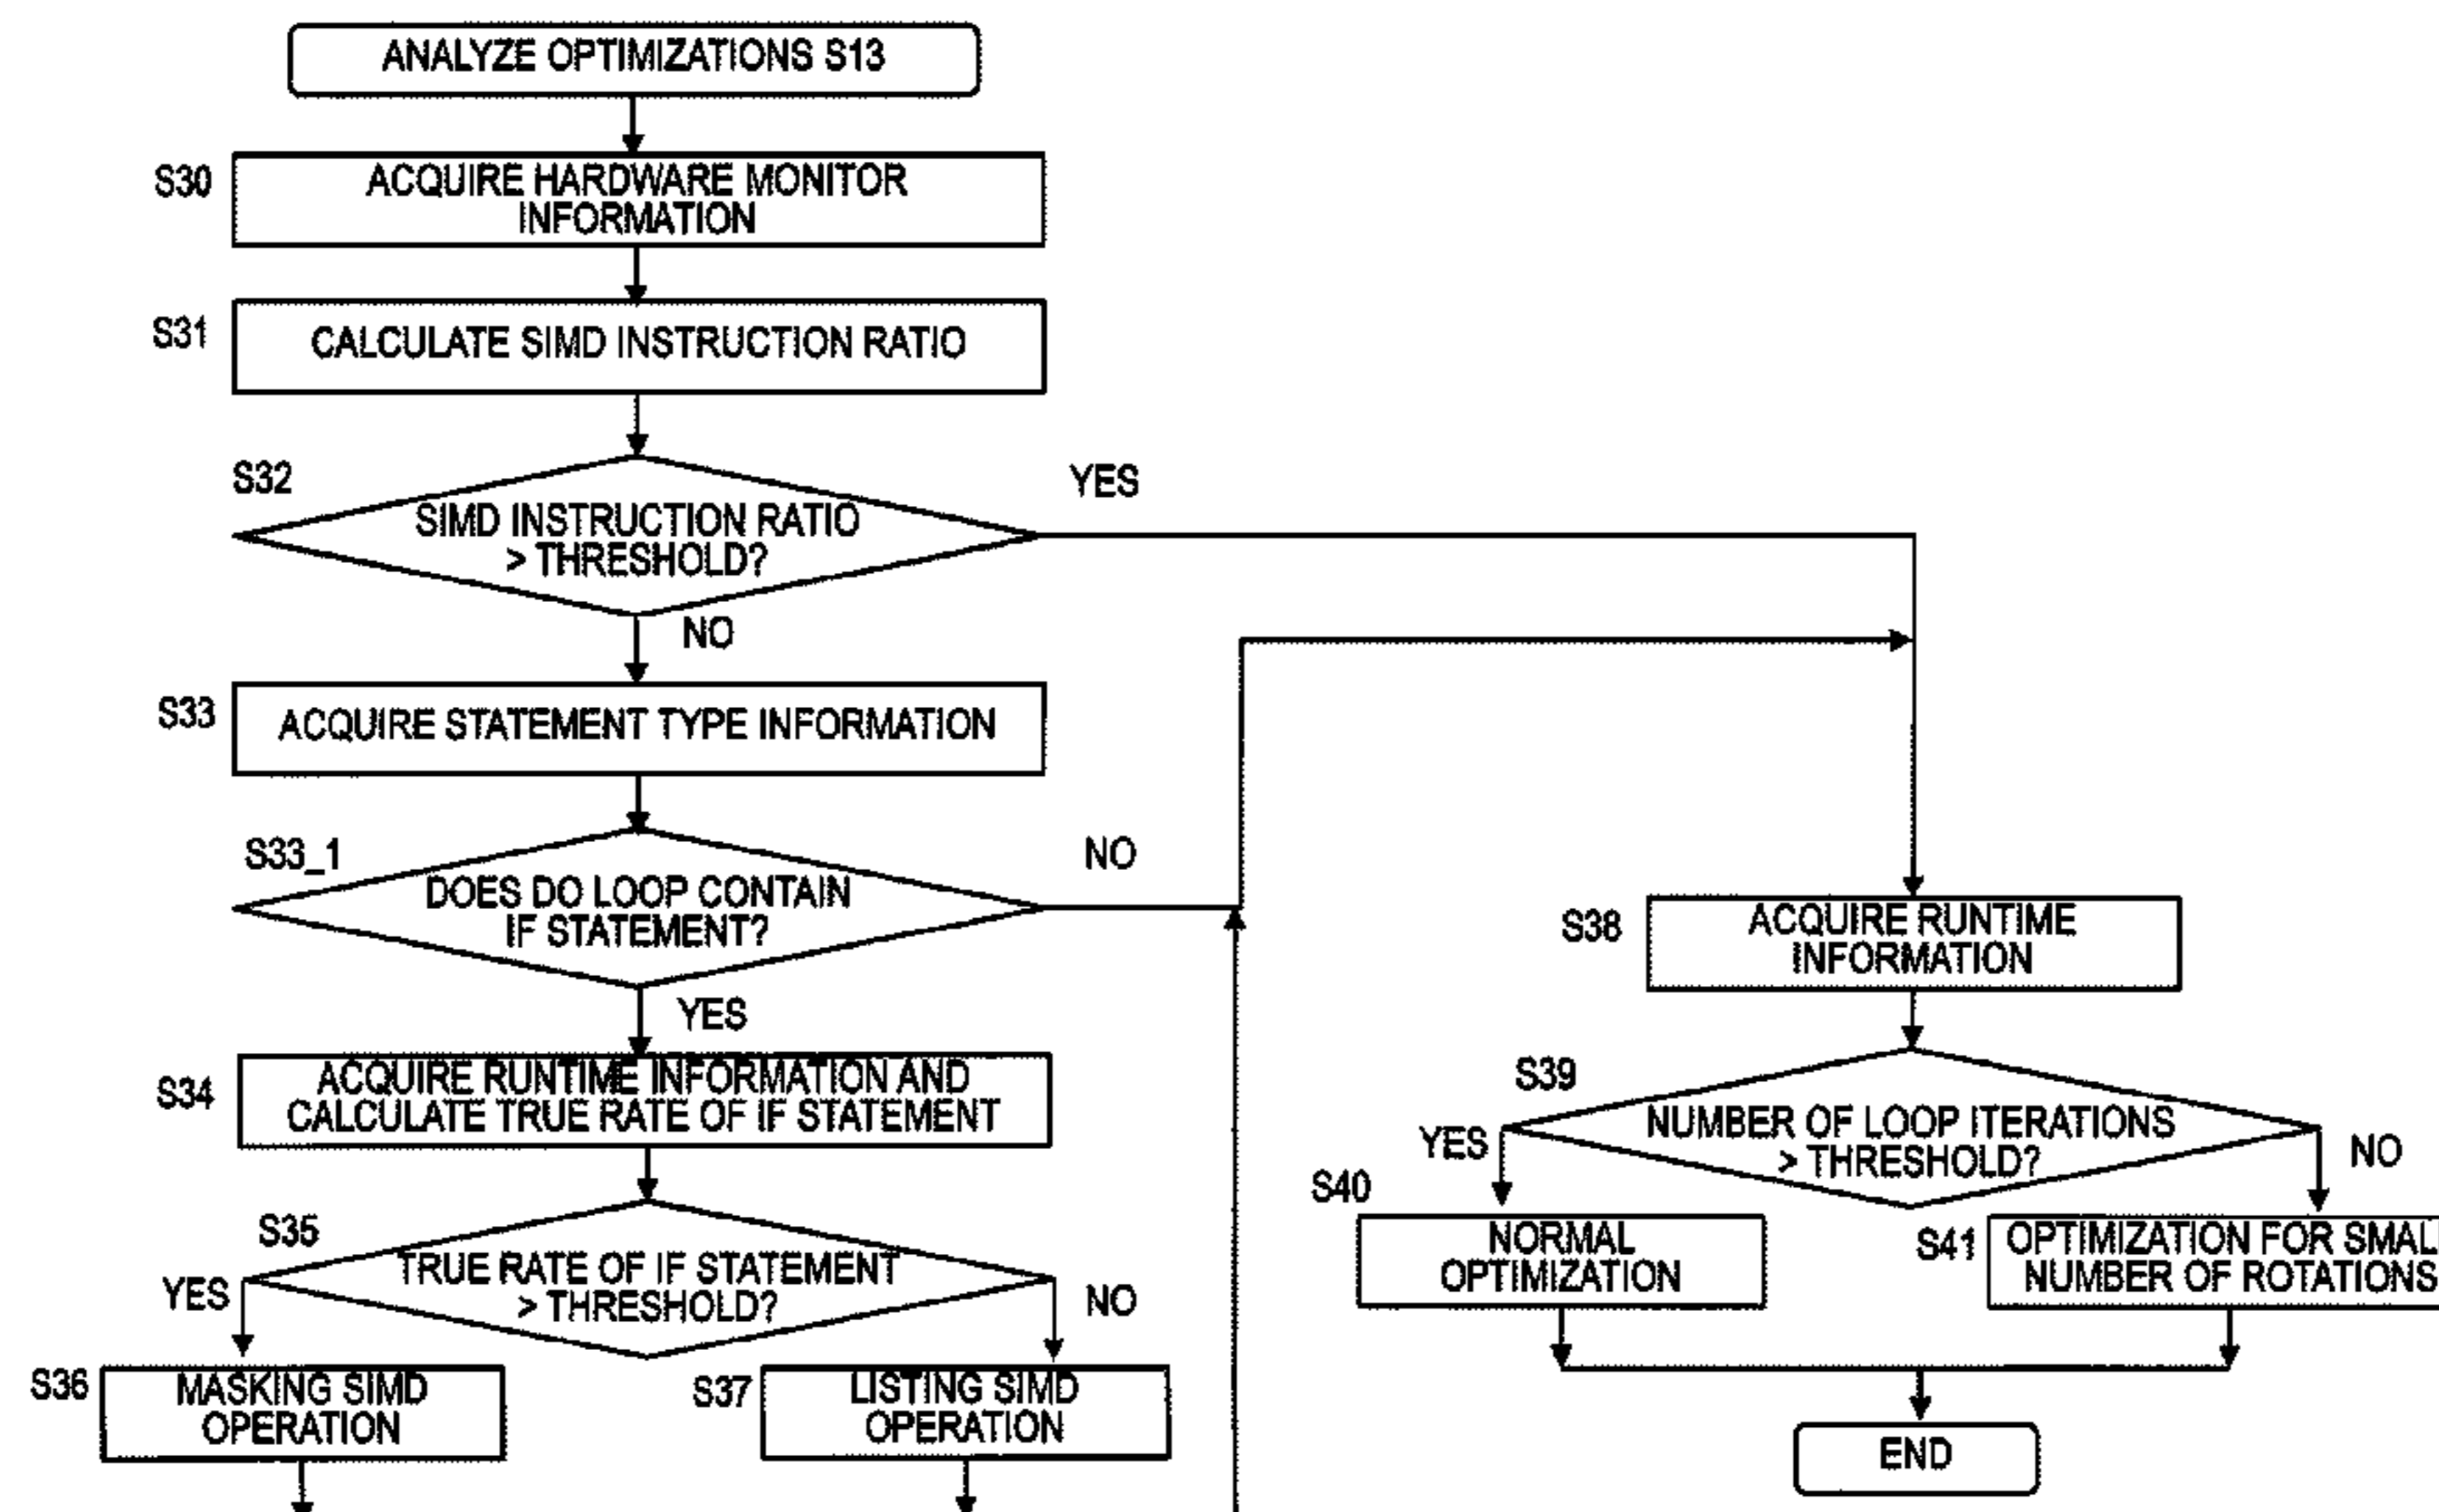 ANALYZE OPTIMIZATIONS S13
S30
ACQUIRE HARDWARE MONITOR
INFORMATION
S31
CALCULATE SIMD INSTRUCTION RATIO
S32
SIMD INSTRUCTION RATIO
> THRESHOLD?
YES
NO
S33
ACQUIRE STATEMENT TYPE INFORMATION
S33_1
DOES DO LOOP CONTAIN
IF STATEMENT?
NO
YES
S34
ACQUIRE RUNTIME INFORMATION AND
CALCULATE TRUE RATE OF IF STATEMENT
S35
TRUE RATE OF IF STATEMENT
> THRESHOLD?
YES
NO
S36
MASKING SIMD
OPERATION
S37
LISTING SIMD
OPERATION
S38
ACQUIRE RUNTIME
INFORMATION
S39
NUMBER OF LOOP ITERATIONS
> THRESHOLD?
YES
NO
S40
NORMAL
OPTIMIZATION
S41
OPTIMIZATION FOR SMALL
NUMBER OF ROTATIONS
END